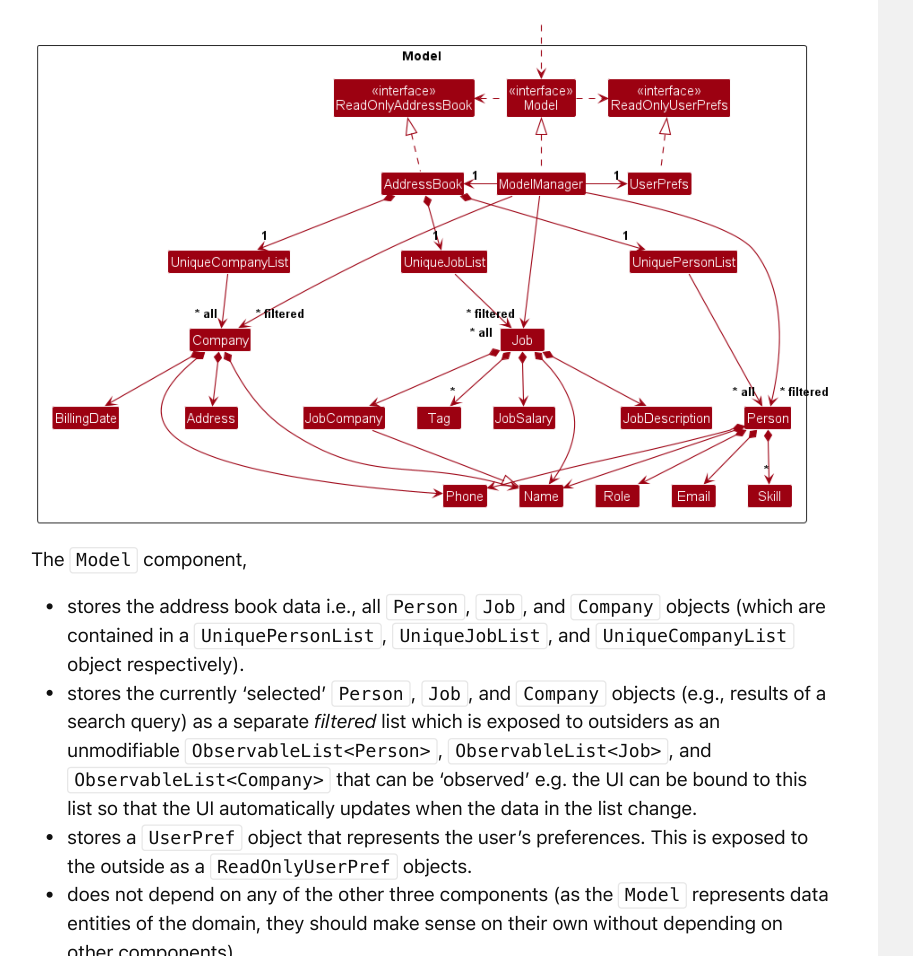 Model
«interface»
ReadOnlyAddressBook
«interface»
Model
«interface»
ReadOnlyUserPrefs
AddressBook
1
ModelManager
1
UserPrefs
1
1
1
UniqueCompanyList
UniqueJobList
UniquePersonList
* all
* filtered
* filtered
* all
Company
Job
* all
* filtered
*
BillingDate
Address
JobCompany
Tag
JobSalary
JobDescription
Person
*
Phone
Name
Role
Email
Skill
The Model component,
• stores the address book data i.e., all Person, Job, and Company objects (which are
contained in a UniquePersonList, UniqueJobList, and UniqueCompanyList
object respectively).
• stores the currently ‘selected’ Person, Job, and Company objects (e.g., results of a
search query) as a separate filtered list which is exposed to outsiders as an
unmodifiable ObservableList<Person>, ObservableList<Job>, and
ObservableList<Company> that can be ‘observed’ e.g. the UI can be bound to this
list so that the UI automatically updates when the data in the list change.
• stores a UserPref object that represents the user’s preferences. This is exposed to
the outside as a ReadOnlyUserPref objects.
• does not depend on any of the other three components (as the Model represents data
entities of the domain, they should make sense on their own without depending on
other components)